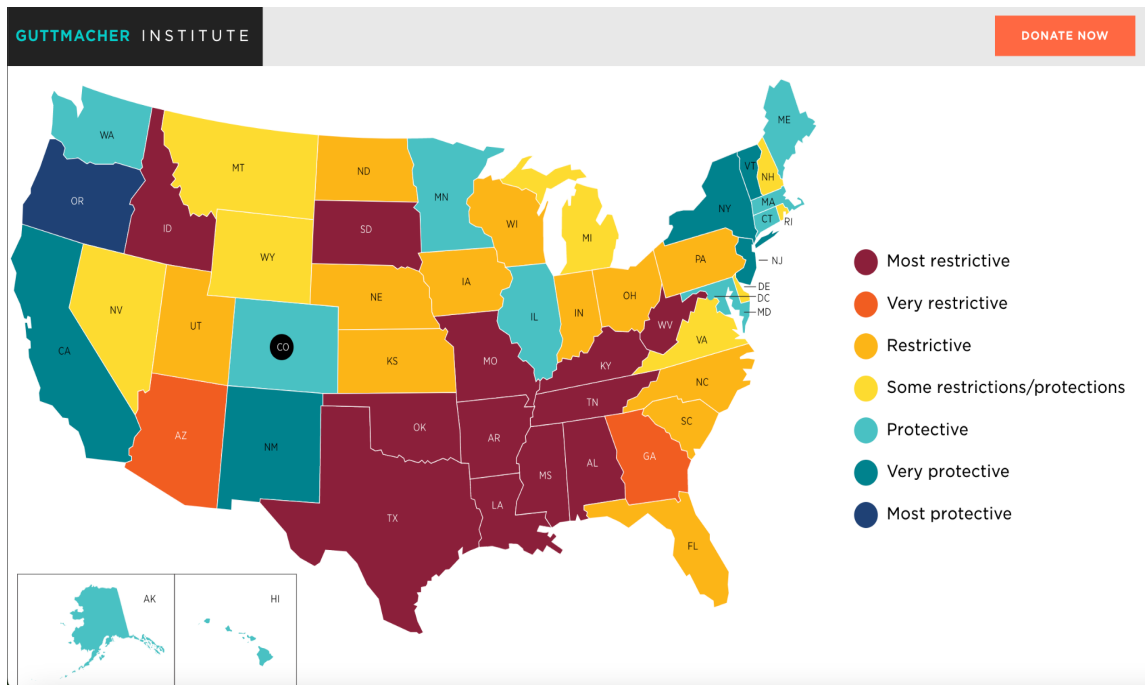 GUTTMACHER INSTITUTE
DONATE NOW
WA
MT
ND
MN
ME
VT
NH
OR
ID
SD
WI
MI
NY
MA
CT
RI
WY
IA
PA
NJ
NE
DE
DC
MD
NV
UT
CO
IL
IN
OH
WV
VA
CA
KS
MO
KY
NC
TN
AZ
NM
OK
AR
SC
MS
AL
GA
LA
TX
FL
AK
HI
Most restrictive
Very restrictive
Restrictive
Some restrictions/protections
Protective
Very protective
Most protective